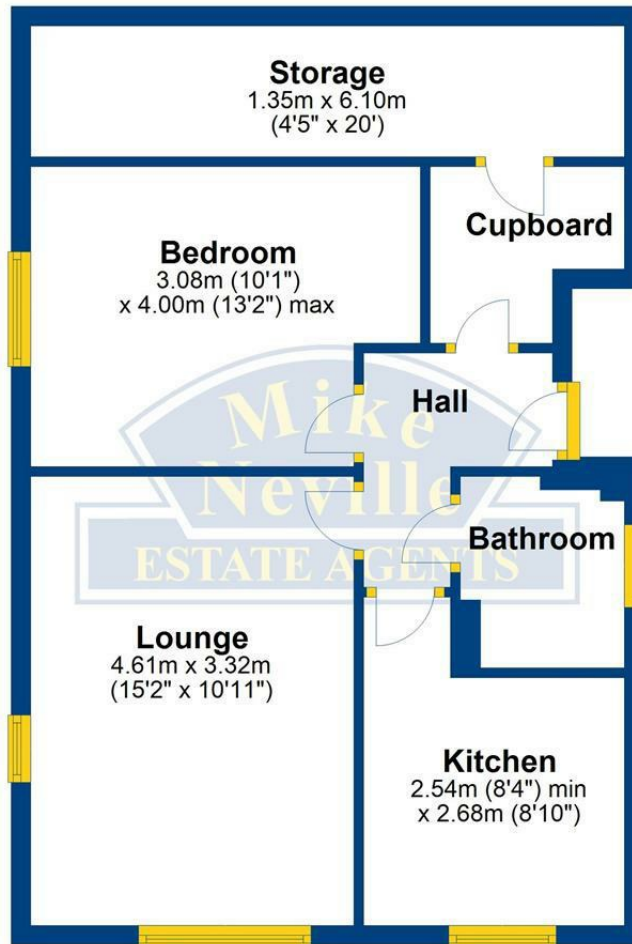 Storage
1.35m x 6.10m
(4'5" x 20')
Cupboard
Bedroom
3.08m (10'1")
x 4.00m (13'2") max
Hall
Mike
Neville
ESTATE AGENTS
Bathroom
Lounge
4.61m x 3.32m
(15'2" x 10'11")
Kitchen
2.54m (8'4") min
x 2.68m (8'10")